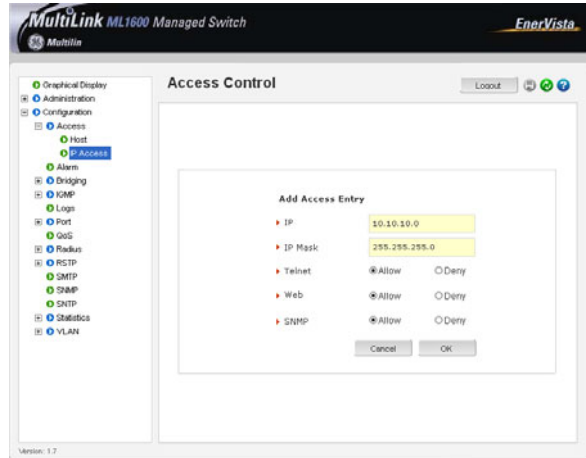 MultiLink ML1600 Managed Switch
Multilin
EnerVista
Graphical Display
Administration
Configuration
Access
Host
IP Access
Alarm
Bridging
IGMP
Logs
Port
QoS
Radius
RSTP
SMTP
SNMP
SNTP
Statistics
VLAN
Access Control
Logout
Add Access Entry
IP 10.10.10.0
IP Mask 255.255.255.0
Telnet Allow Deny
Web Allow Deny
SNMP Allow Deny
Cancel OK
Version: 1.7